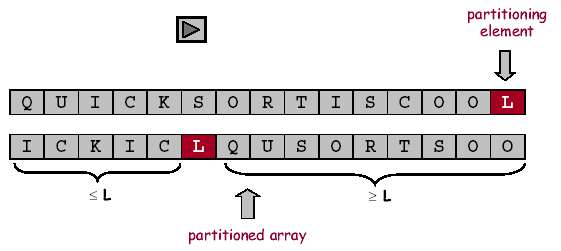 partitioning
element
Q U I C K S O R T I S C O O L
I C K I C L Q U S O R T S O O
≤ L
≥ L
partitioned array